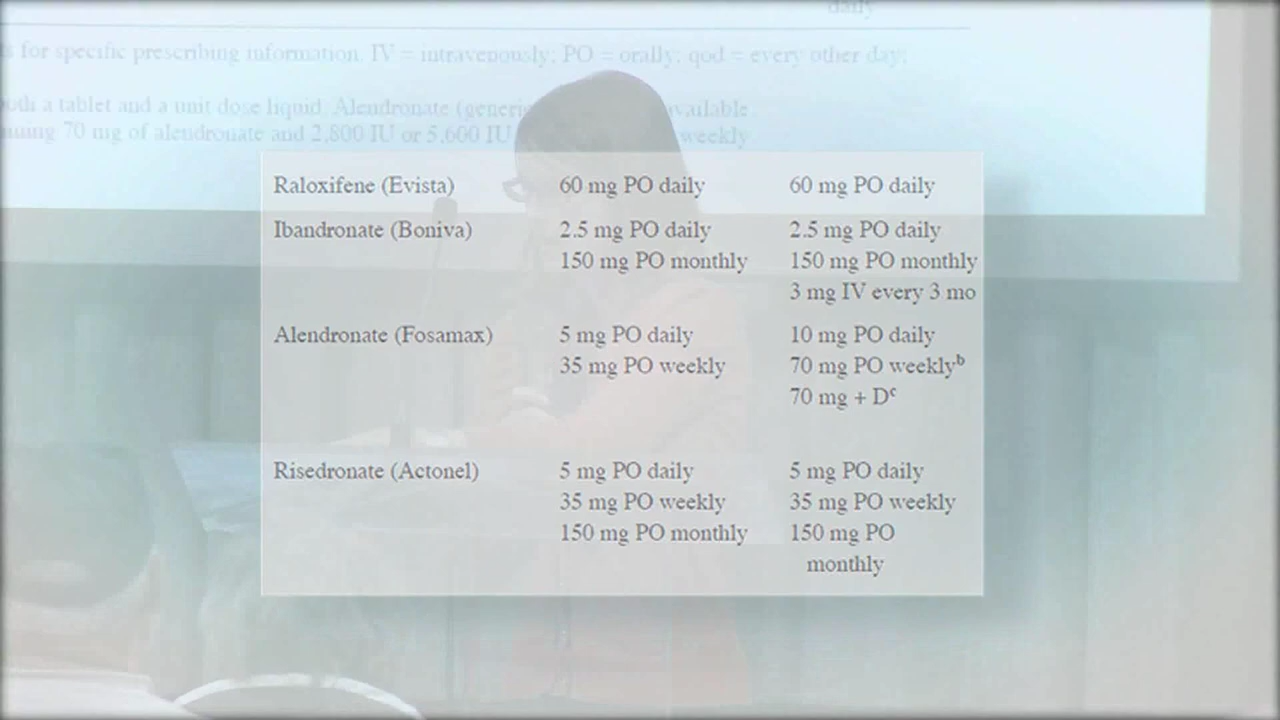 daily
s for specific prescribing information. IV = intravenously; PO = orally; qod = every other day;
oth a tablet and a unit dose liquid. Alendronate (generic
available
70 mg of alendronate and 2,800 IU or 5,600 IU
weekly
Raloxifene (Evista) 60 mg PO daily 60 mg PO daily
Ibandronate (Boniva) 2.5 mg PO daily 2.5 mg PO daily
150 mg PO monthly 150 mg PO monthly
3 mg IV every 3 mo
Alendronate (Fosamax) 5 mg PO daily 10 mg PO daily
35 mg PO weekly 70 mg PO weeklyᵇ
70 mg + Dᶜ
Risedronate (Actonel) 5 mg PO daily 5 mg PO daily
35 mg PO weekly 35 mg PO weekly
150 mg PO monthly 150 mg PO
monthly